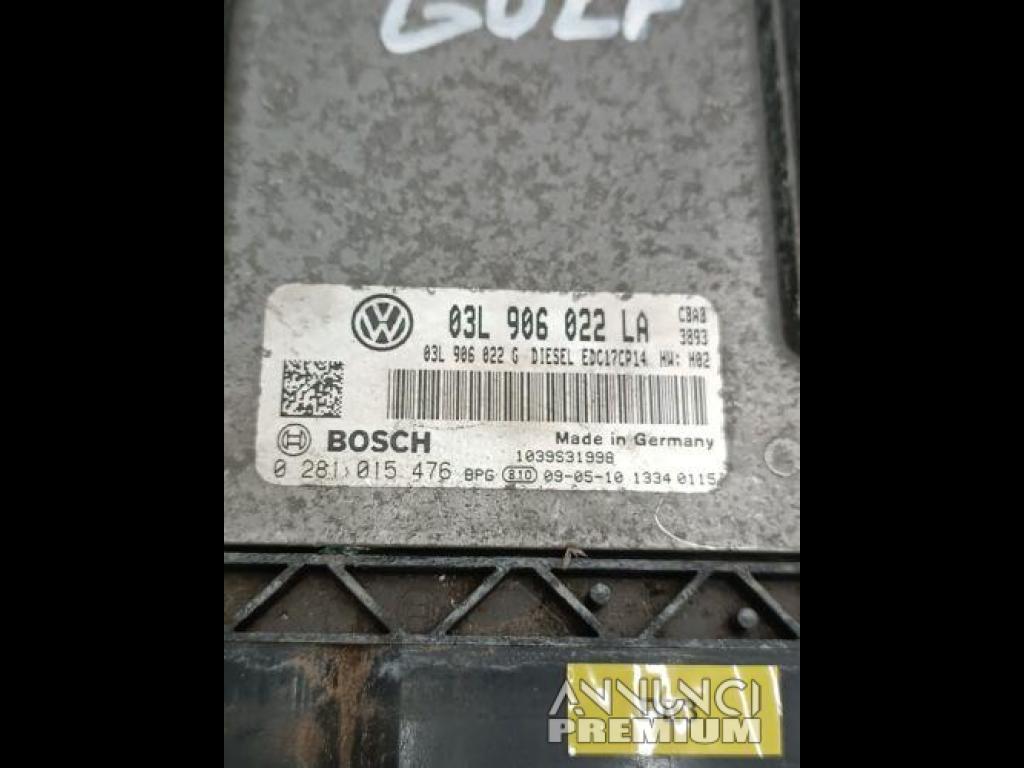 GOLF
03L 906 022 LA CBAB
3893
03L 906 022 G DIESEL EDC17CP14 HW: H02
BOSCH Made in Germany
1039S31998
0 281 015 476 BPG 810 09-05-10 1334 0115
ANNUNCI
PREMIUM